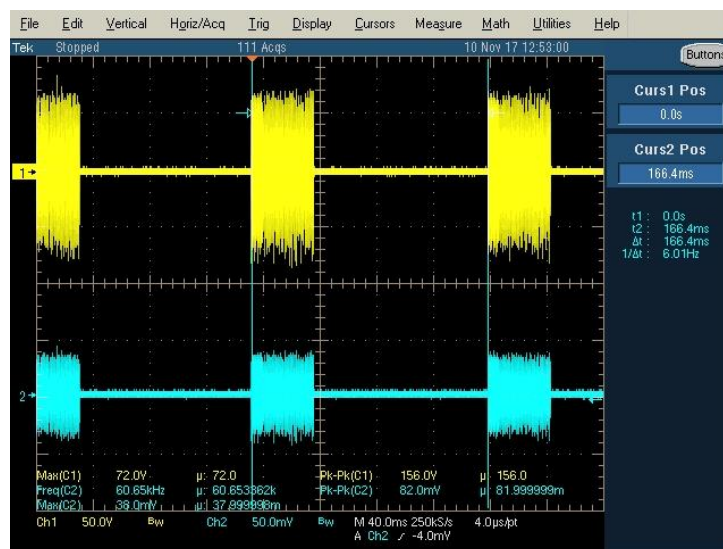 File Edit Vertical Horiz/Acq Trig Display Cursors Measure Math Utilities Help
Tek Stopped 111 Acqs 10 Nov 17 12:53:00
Buttons
Curs1 Pos
0.0s
Curs2 Pos
166.4ms
t1 : 0.0s
t2 : 166.4ms
Δt : 166.4ms
1/Δt : 6.01Hz
1
2
Max(C1) 72.0V μ: 72.0 Pk-Pk(C1) 156.0V μ: 156.0
Freq(C2) 60.65kHz μ: 60.653362k Pk-Pk(C2) 82.0mV μ: 81.999999m
Max(C2) 38.0mV μ: 37.999998m
Ch1 50.0V Bw Ch2 50.0mV Bw M 40.0ms 250kS/s 4.0μs/pt
A Ch2 ∕ -4.0mV